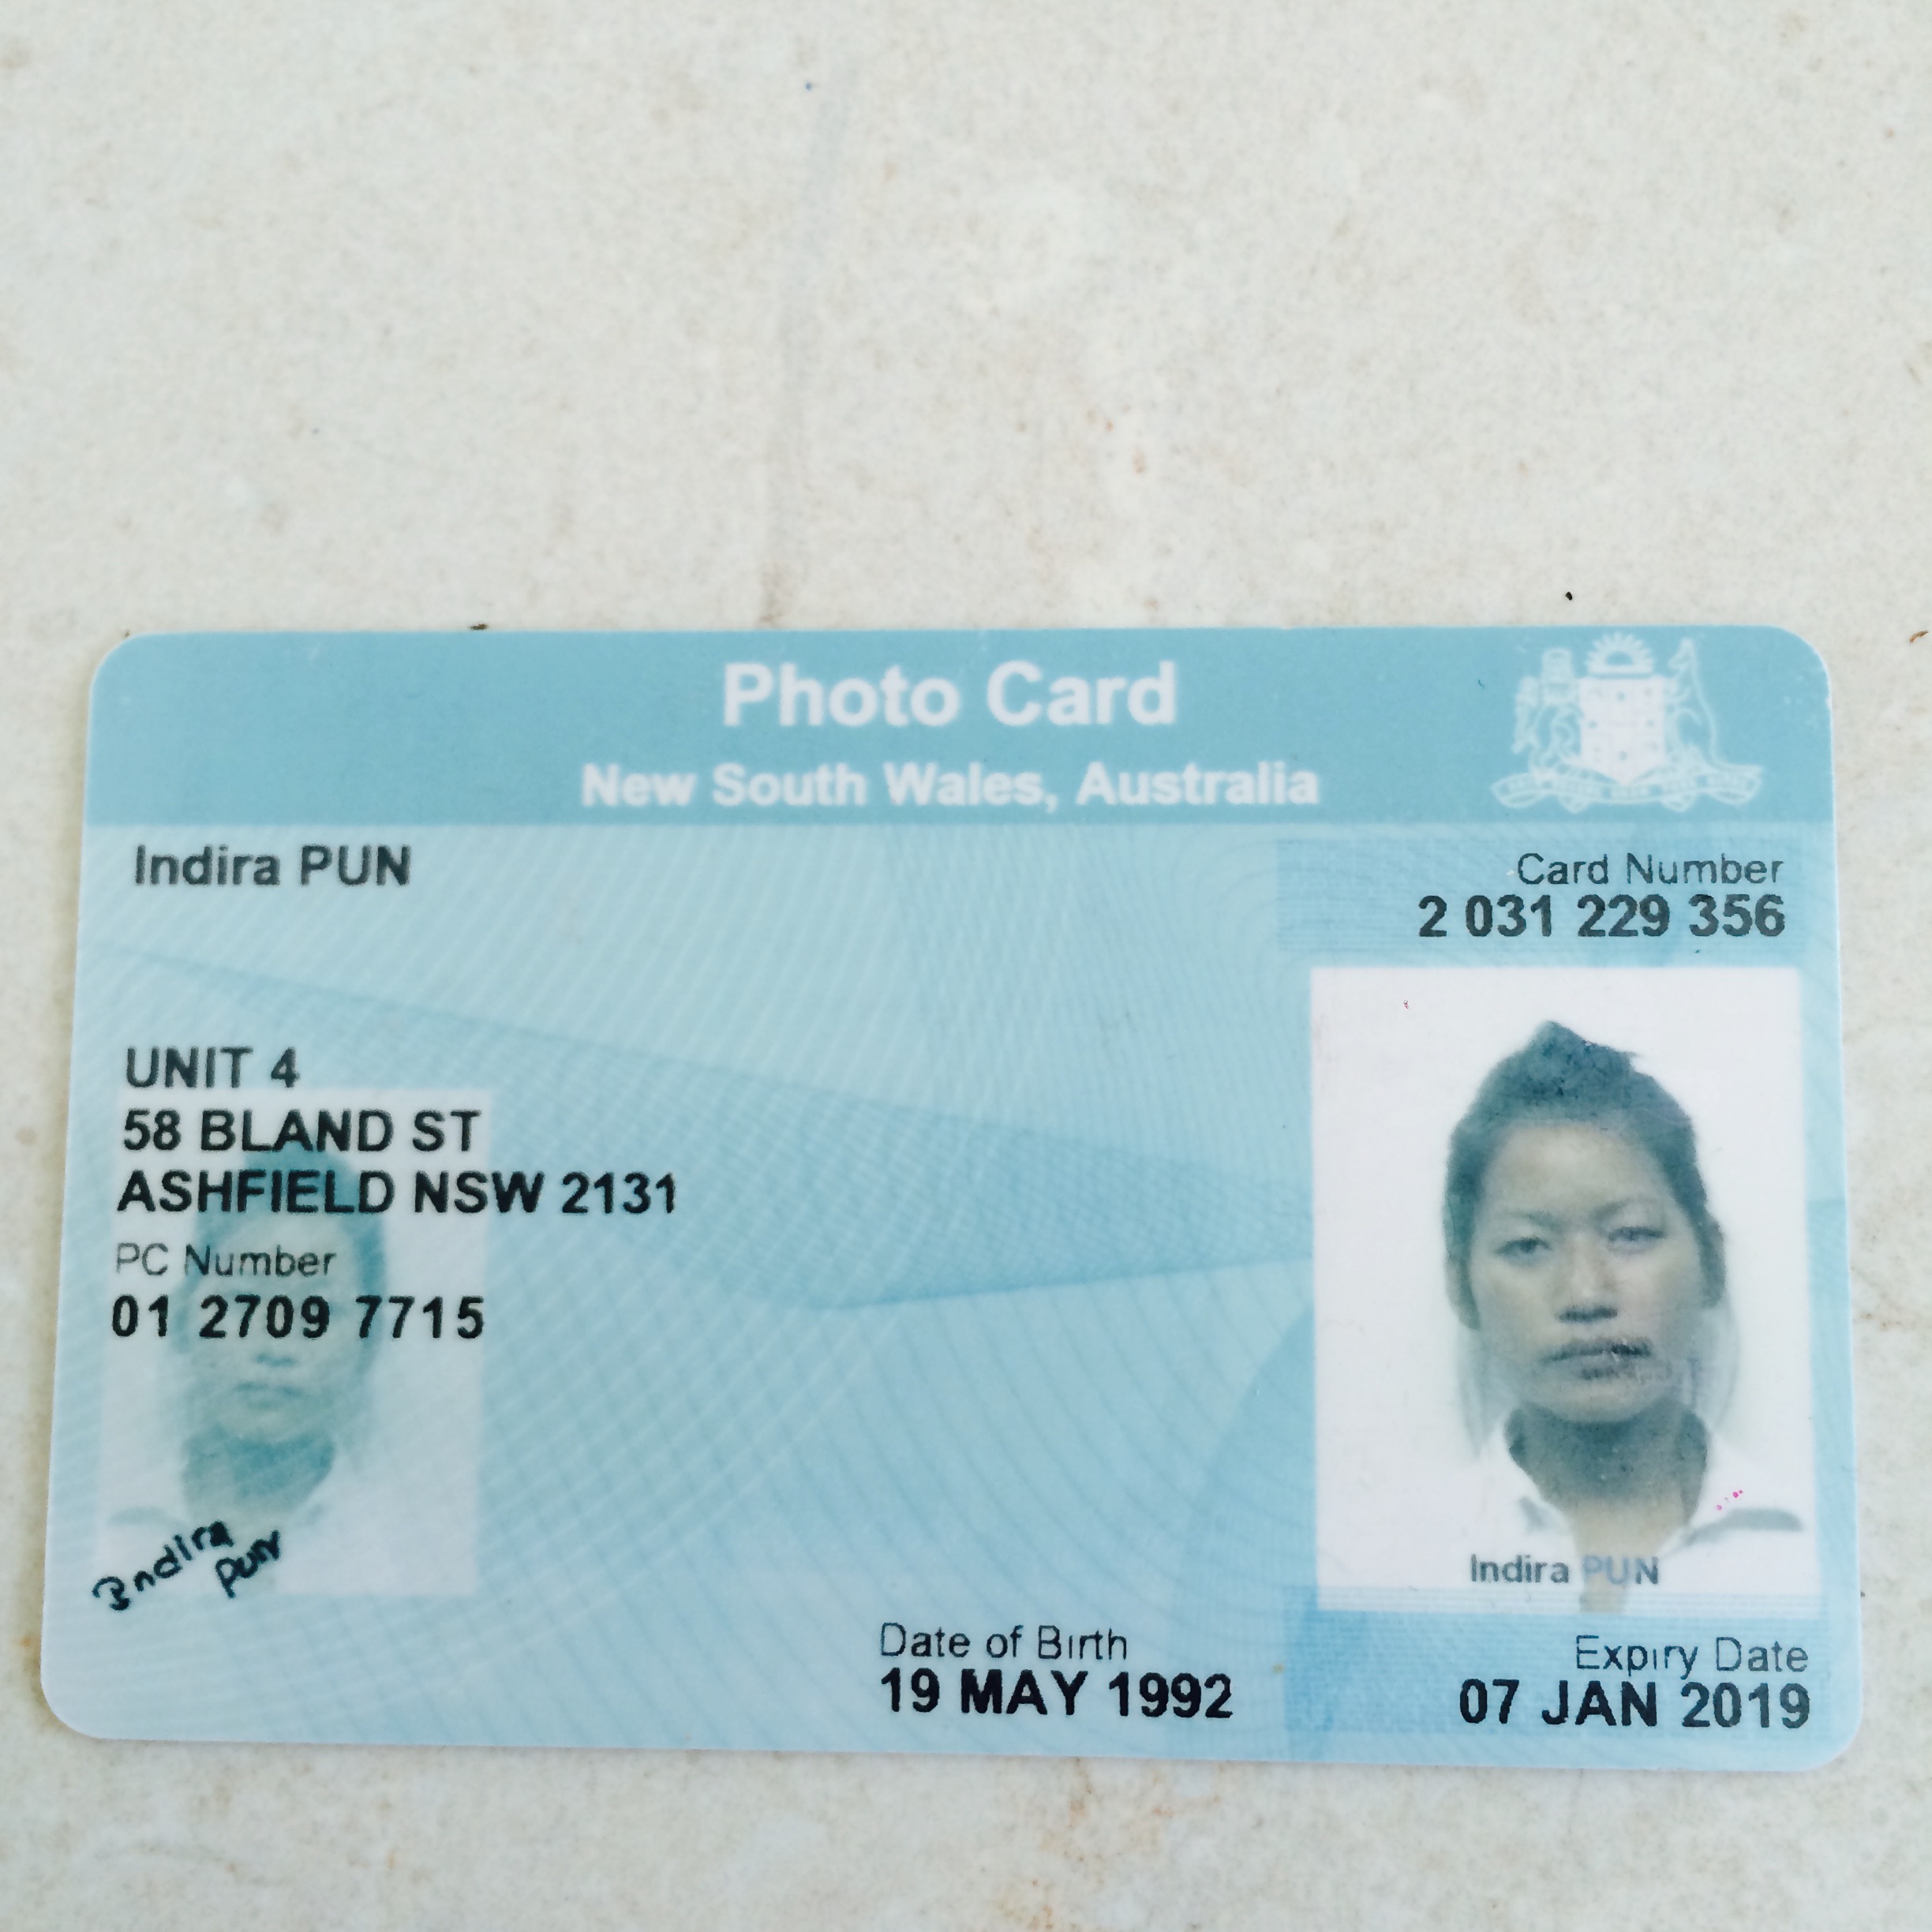 Photo Card
New South Wales, Australia
Indira PUN
Card Number
2 031 229 356
UNIT 4
58 BLAND ST
ASHFIELD NSW 2131
PC Number
01 2709 7715
Indira
PUN
Indira PUN
Date of Birth
19 MAY 1992
Expiry Date
07 JAN 2019